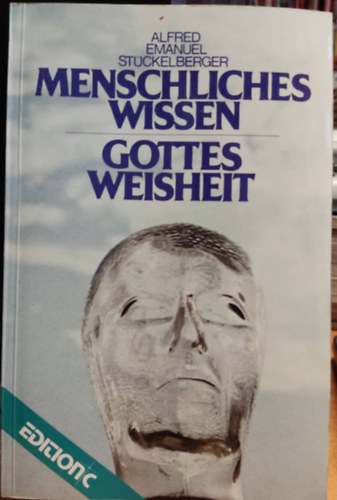 ALFRED
EMANUEL
STÜCKELBERGER
MENSCHLICHES
WISSEN
GOTTES
WEISHEIT
EDITION C